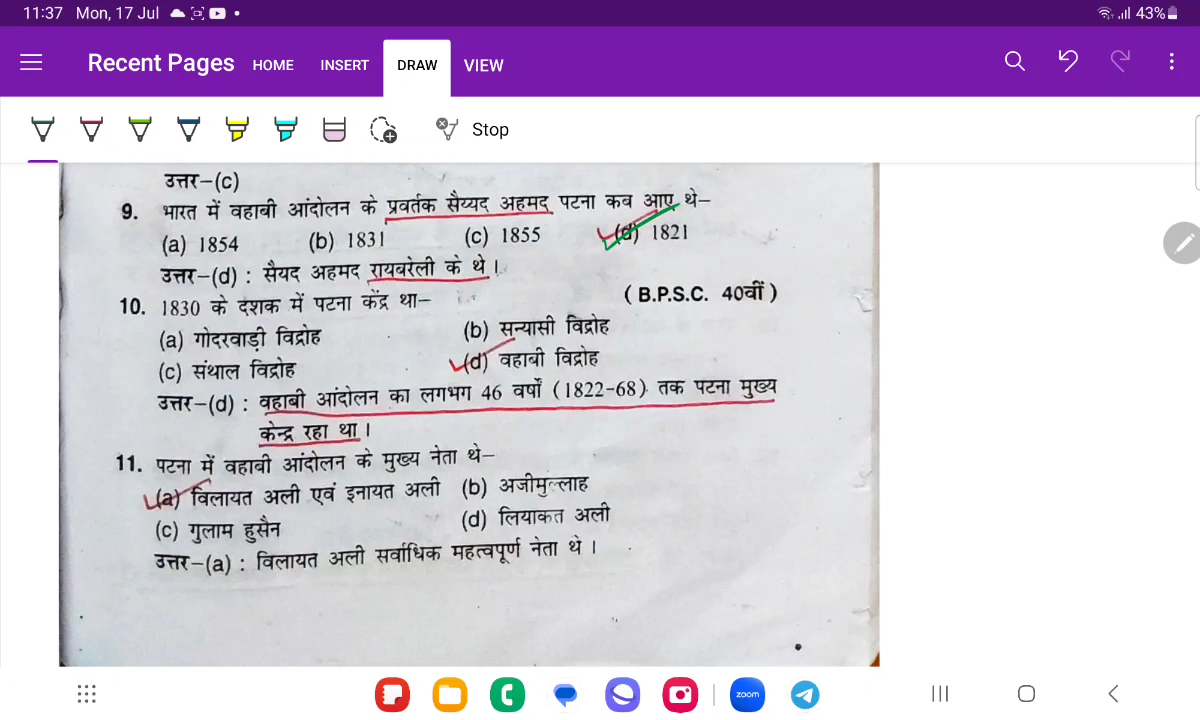 11:37 Mon, 17 Jul 43%
Recent Pages HOME INSERT DRAW VIEW
Stop
उत्तर–(c)
9. भारत में वहाबी आंदोलन के प्रवर्तक सैय्यद अहमद पटना कब आए थे–
(a) 1854 (b) 1831 (c) 1855 (d) 1821
उत्तर–(d) : सैयद अहमद रायबरेली के थे।
10. 1830 के दशक में पटना केंद्र था– ( B.P.S.C. 40वीं )
(a) गोदरवाड़ी विद्रोह (b) सन्यासी विद्रोह
(c) संथाल विद्रोह (d) वहाबी विद्रोह
उत्तर–(d) : वहाबी आंदोलन का लगभग 46 वर्षों (1822-68) तक पटना मुख्य
केन्द्र रहा था।
11. पटना में वहाबी आंदोलन के मुख्य नेता थे–
(a) विलायत अली एवं इनायत अली (b) अजीमुल्लाह
(c) गुलाम हुसैन (d) लियाकत अली
उत्तर–(a) : विलायत अली सर्वाधिक महत्वपूर्ण नेता थे।
zoom